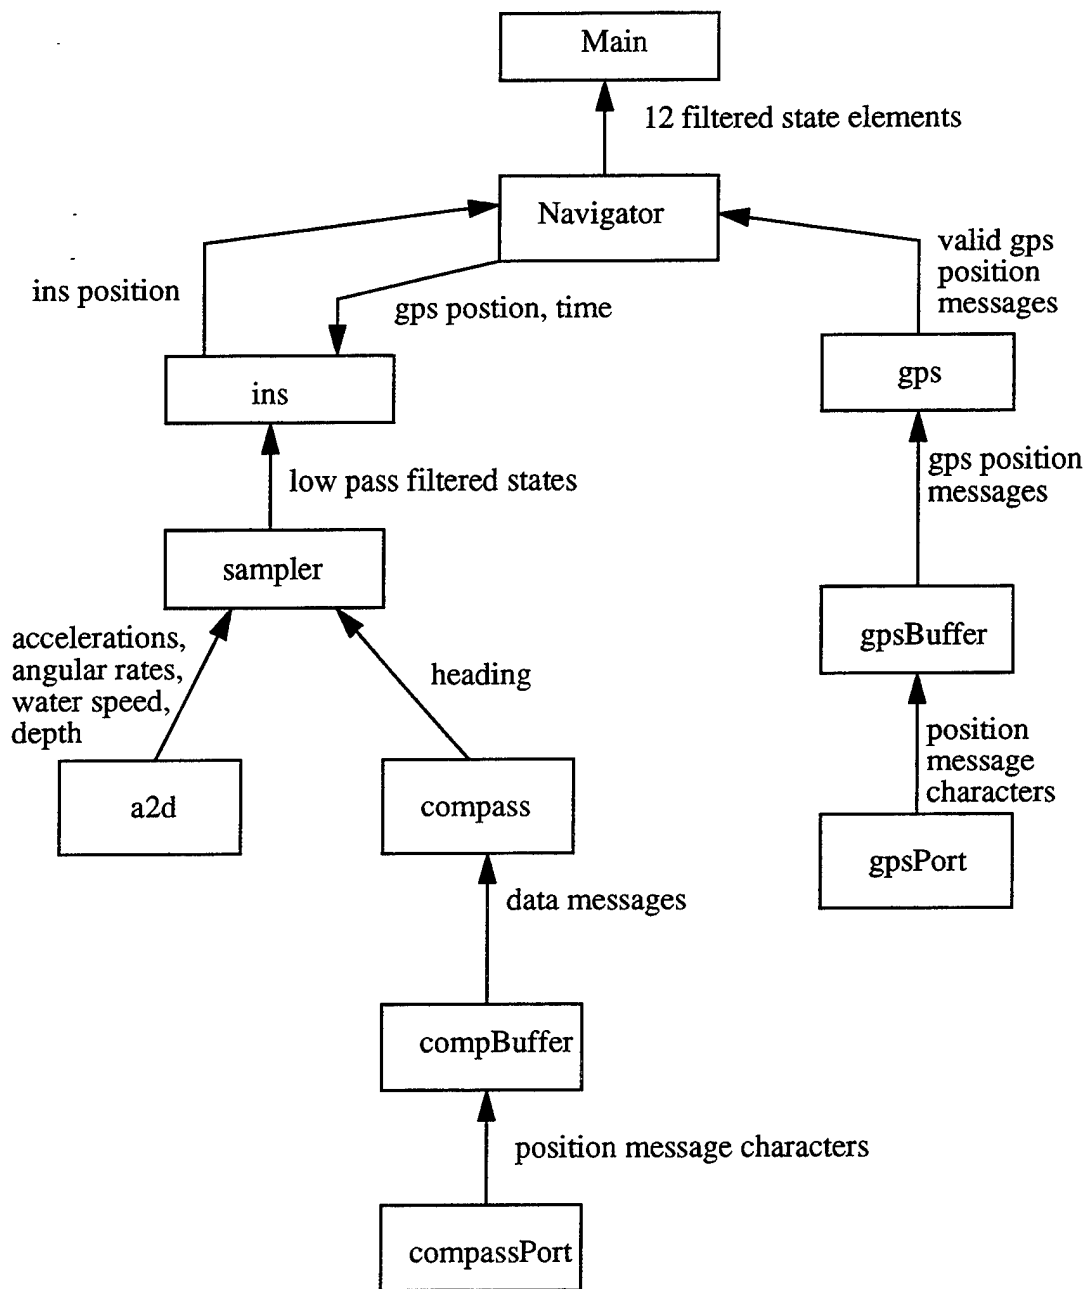 Main
12 filtered state elements
Navigator
valid gps
position
messages
ins position
gps postion, time
gps
ins
gps position
messages
low pass filtered states
sampler
gpsBuffer
accelerations,
angular rates,
water speed,
depth
heading
position
message
characters
a2d
compass
gpsPort
data messages
compBuffer
position message characters
compassPort